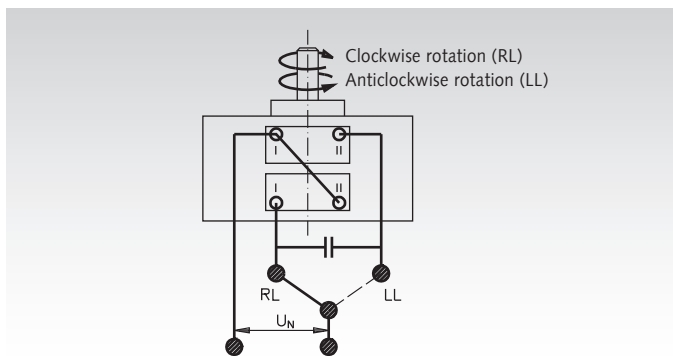 Clockwise rotation (RL)
Anticlockwise rotation (LL)
I II
I II
RL LL
UN